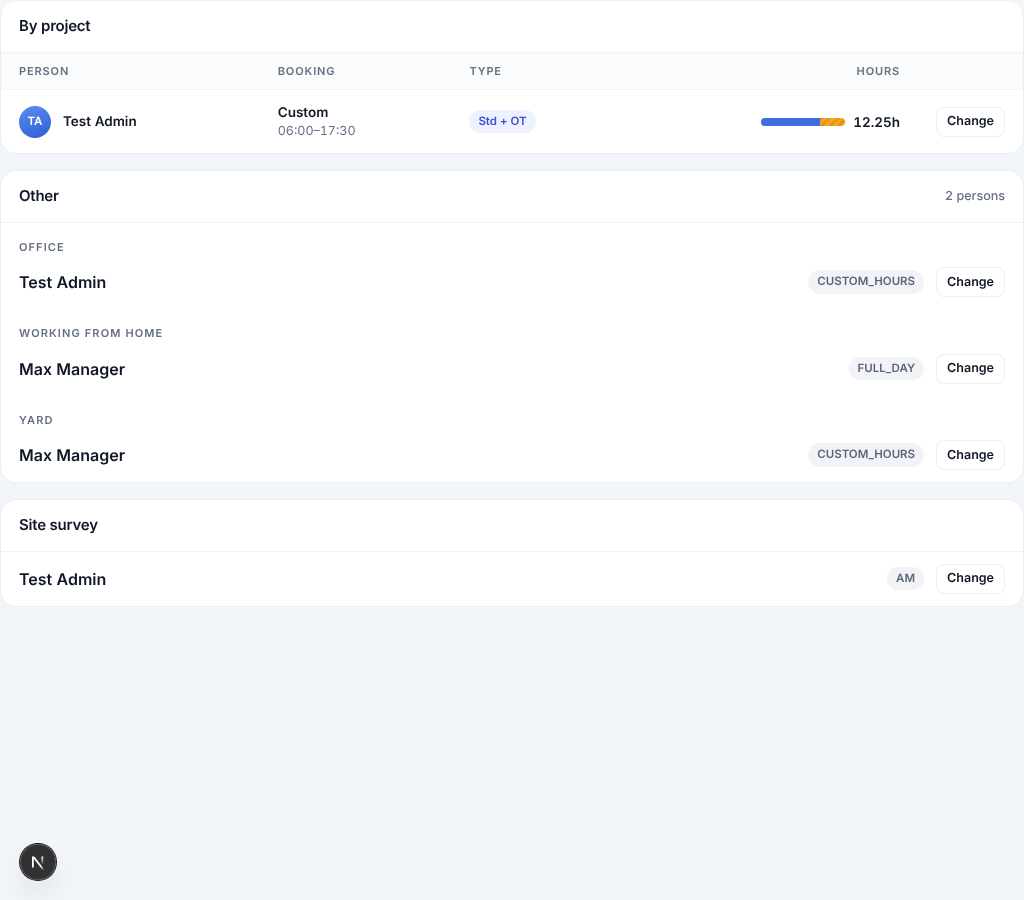 By project
PERSON BOOKING TYPE HOURS
TA Test Admin Custom Std + OT 12.25h Change
06:00–17:30
Other 2 persons
OFFICE
Test Admin CUSTOM_HOURS Change
WORKING FROM HOME
Max Manager FULL_DAY Change
YARD
Max Manager CUSTOM_HOURS Change
Site survey
Test Admin AM Change
N